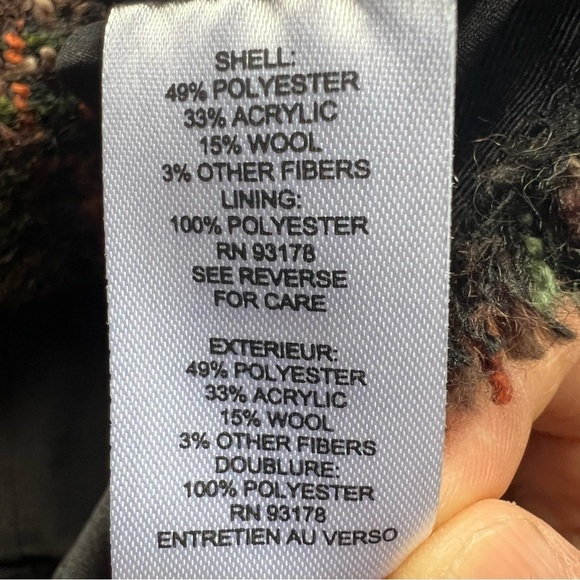 SHELL:
49% POLYESTER
33% ACRYLIC
15% WOOL
3% OTHER FIBERS
LINING:
100% POLYESTER
RN 93178
SEE REVERSE
FOR CARE
EXTERIEUR:
49% POLYESTER
33% ACRYLIC
15% WOOL
3% OTHER FIBERS
DOUBLURE:
100% POLYESTER
RN 93178
ENTRETIEN AU VERSO